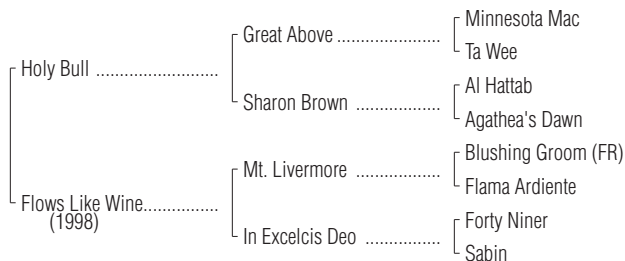 Minnesota Mac
Great Above
Ta Wee
Holy Bull
Al Hattab
Sharon Brown
Agathea's Dawn
Blushing Groom (FR)
Mt. Livermore
Flama Ardiente
Flows Like Wine
(1998)
Forty Niner
In Excelcis Deo
Sabin